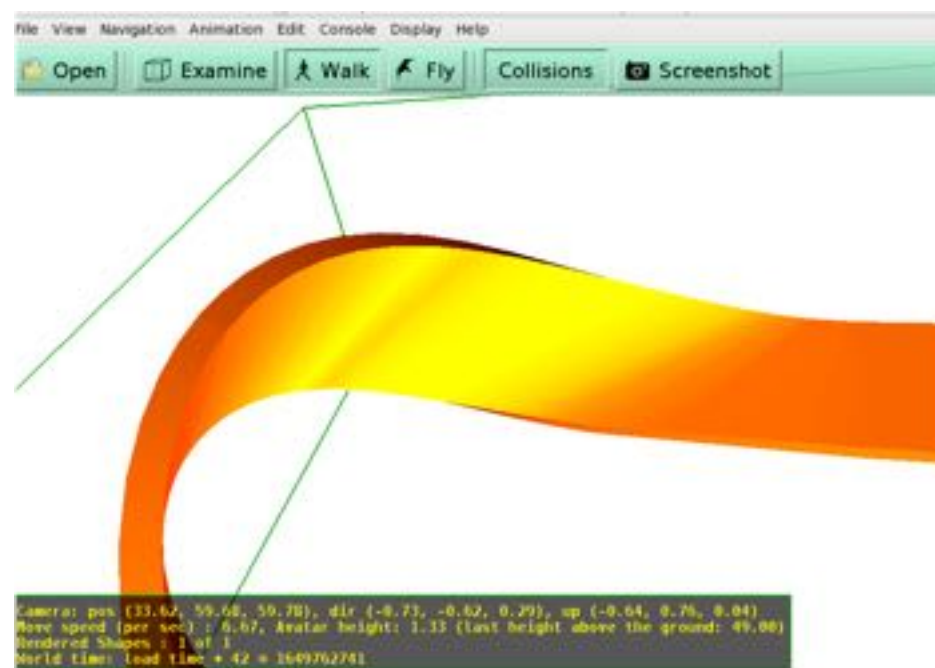 File View Navigation Animation Edit Console Display Help
Open Examine Walk Fly Collisions Screenshot
Camera: pos (33.62, 59.68, 59.78), dir (-0.73, -0.62, 0.29), up (-0.64, 0.76, 0.04)
Move speed (per sec) : 6.67, Avatar height: 1.33 (last height above the ground: 49.00)
Rendered Shapes : 1 of 1
World time: load time + 42 = 1649762741